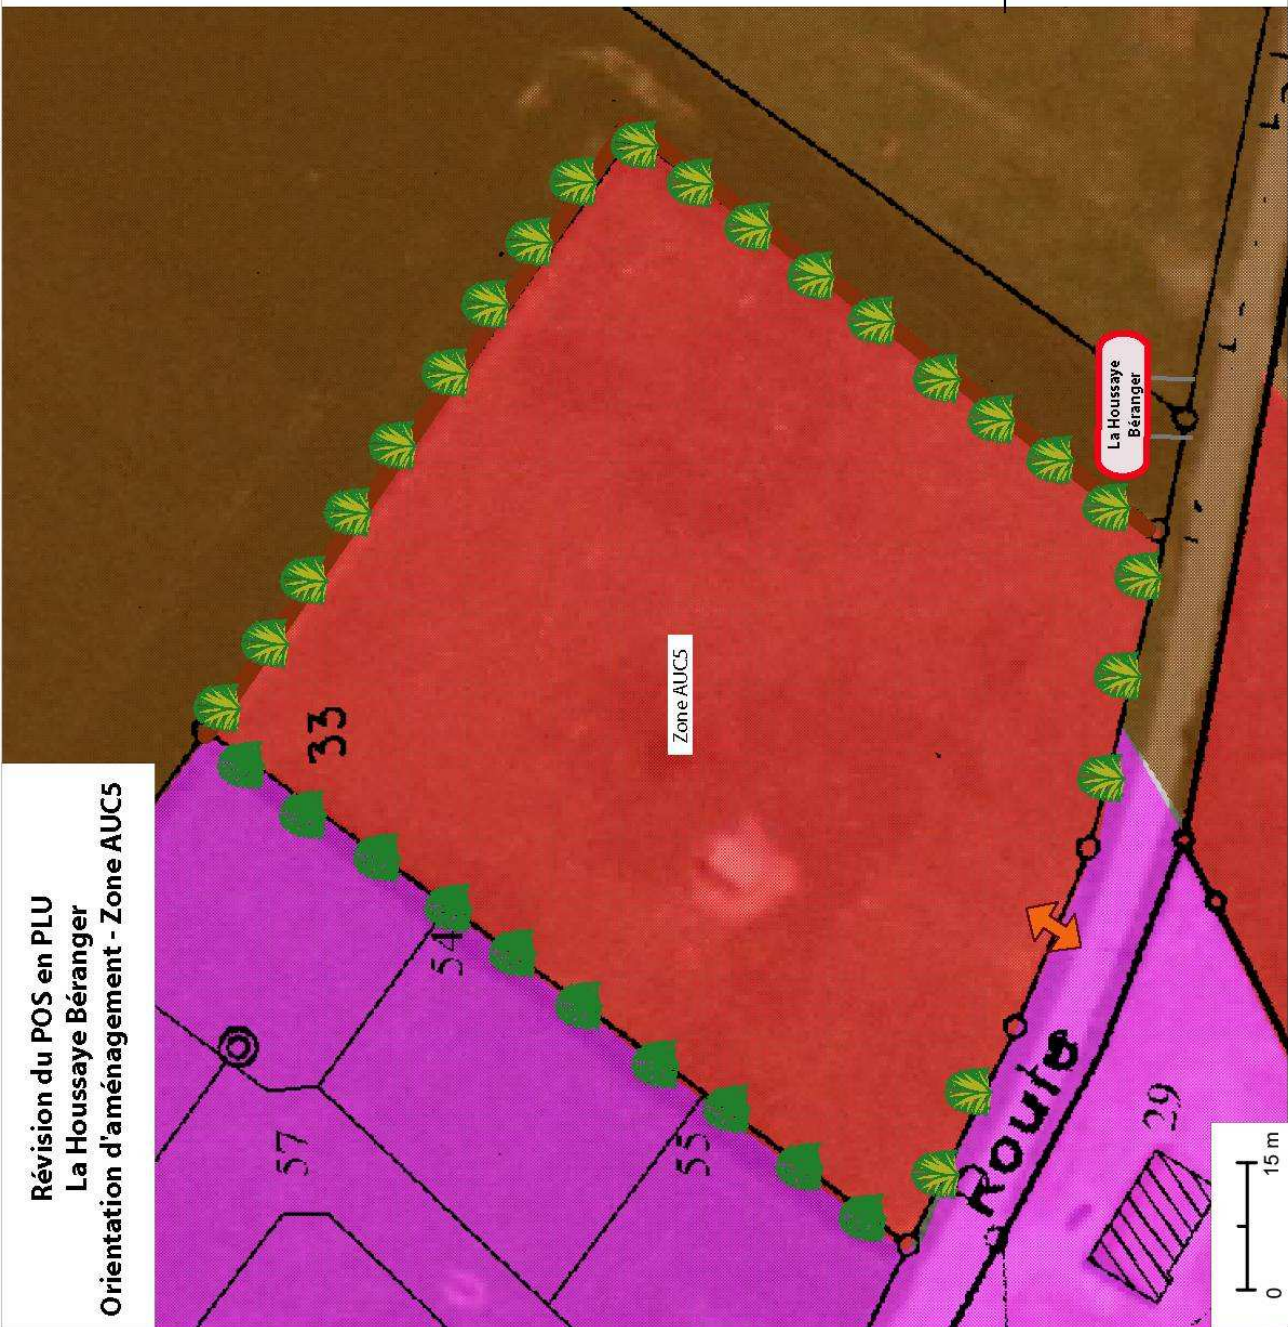 Révision du POS en PLU
La Houssaye Béranger
Orientation d'aménagement - Zone AUC5
33
54
57
55
Zone AUC5
La Houssaye
Béranger
Route
29
0
15 m